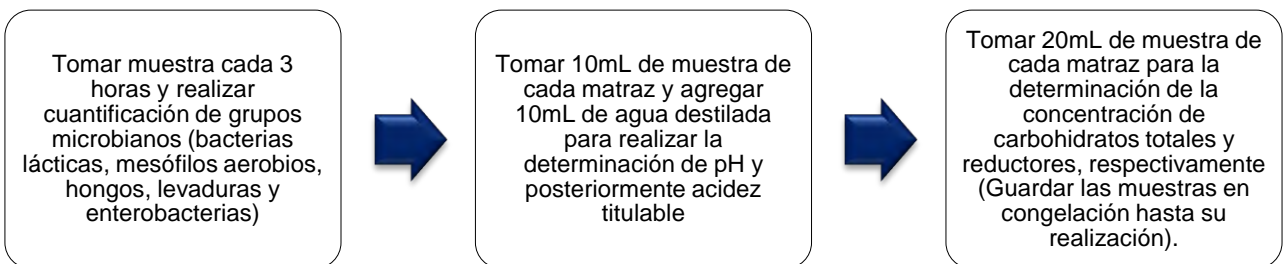 Tomar muestra cada 3
horas y realizar
cuantificación de grupos
microbianos (bacterias
lácticas, mesófilos aerobios,
hongos, levaduras y
enterobacterias)
Tomar 10mL de muestra de
cada matraz y agregar
10mL de agua destilada
para realizar la
determinación de pH y
posteriormente acidez
titulable
Tomar 20mL de muestra de
cada matraz para la
determinación de la
concentración de
carbohidratos totales y
reductores, respectivamente
(Guardar las muestras en
congelación hasta su
realización).